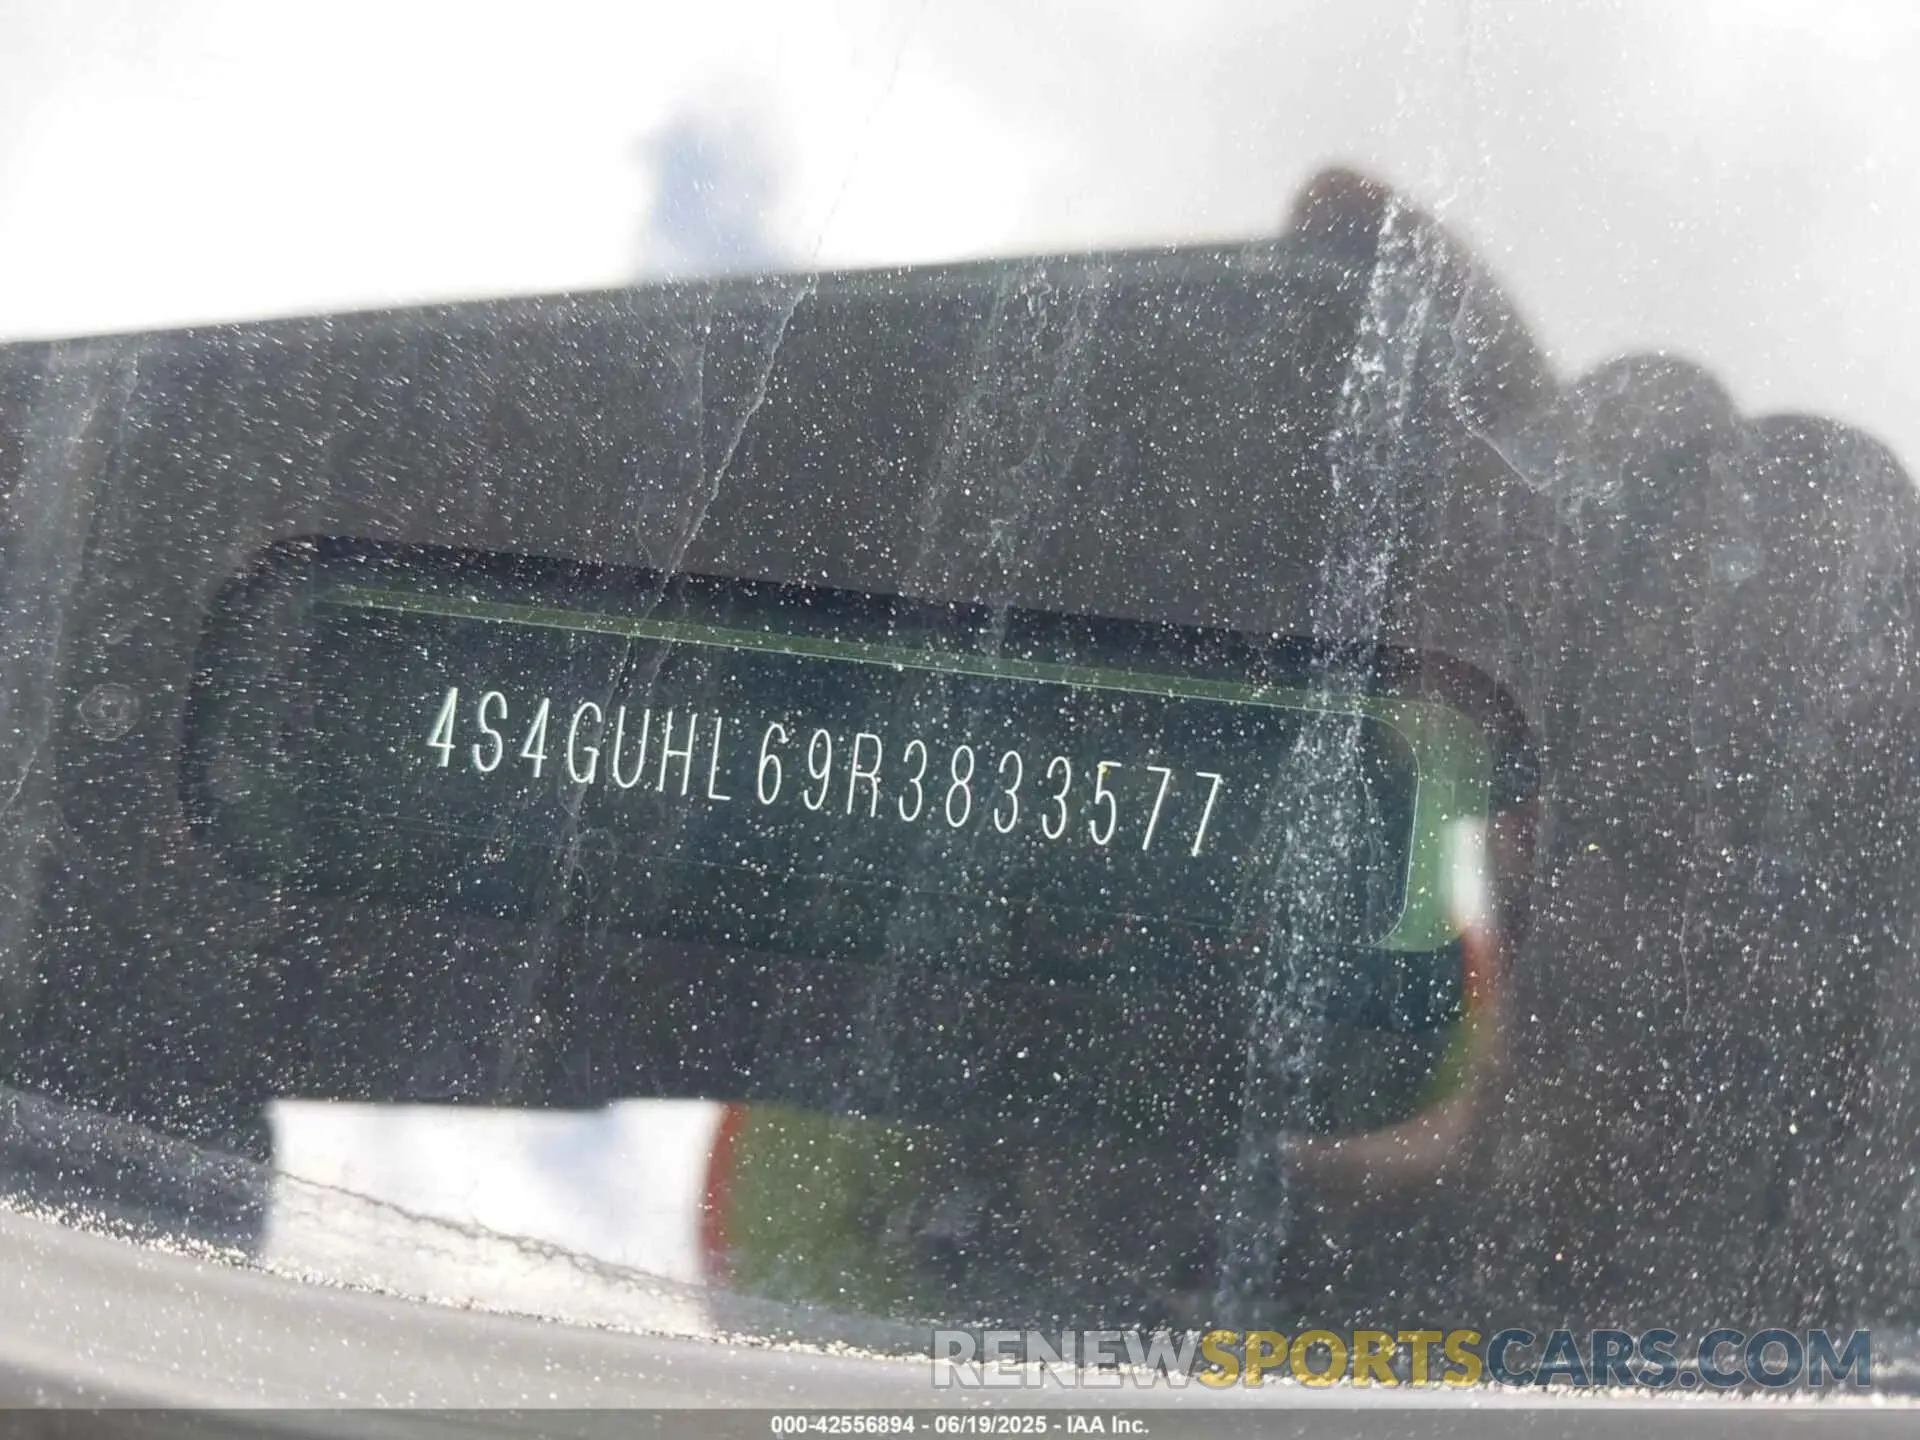 4S4GUHL69R3833577
RENEWSPORTSCARS.COM
000-42556894 - 06/19/2025 - IAA Inc.